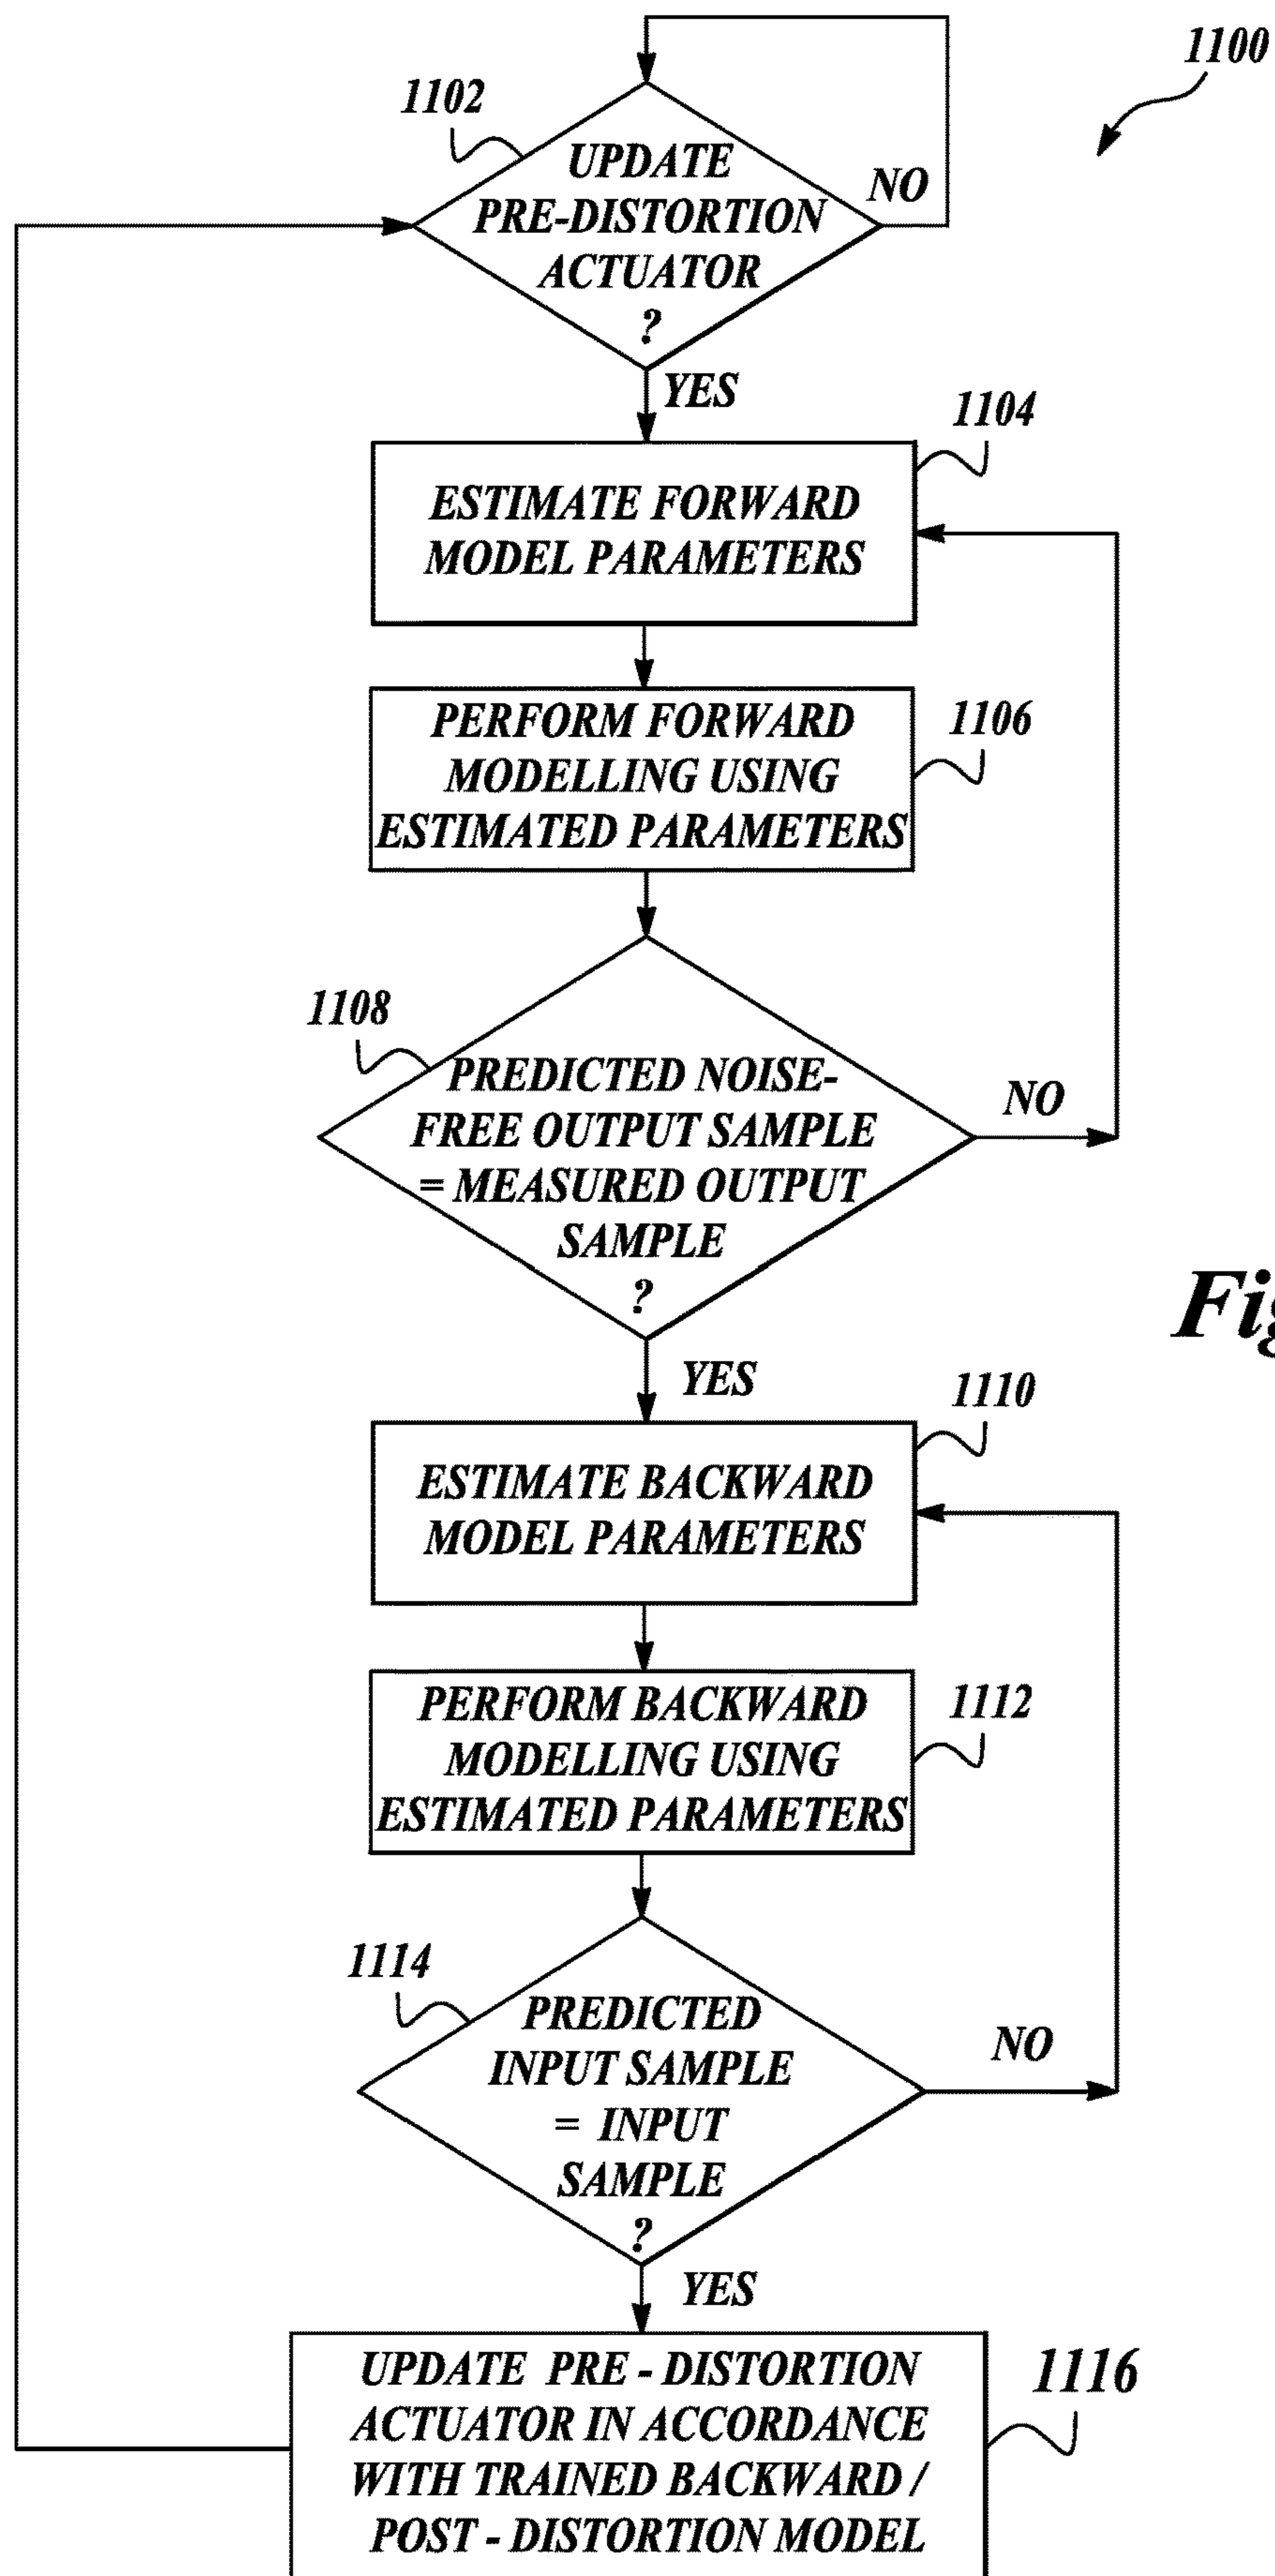 1100
1102
UPDATE
PRE-DISTORTION
ACTUATOR
?
NO
YES
1104
ESTIMATE FORWARD
MODEL PARAMETERS
1106
PERFORM FORWARD
MODELLING USING
ESTIMATED PARAMETERS
1108
PREDICTED NOISE-
FREE OUTPUT SAMPLE
= MEASURED OUTPUT
SAMPLE
?
NO
Fig
YES
1110
ESTIMATE BACKWARD
MODEL PARAMETERS
1112
PERFORM BACKWARD
MODELLING USING
ESTIMATED PARAMETERS
1114
PREDICTED
INPUT SAMPLE
= INPUT
SAMPLE
?
NO
YES
1116
UPDATE PRE - DISTORTION
ACTUATOR IN ACCORDANCE
WITH TRAINED BACKWARD /
POST - DISTORTION MODEL